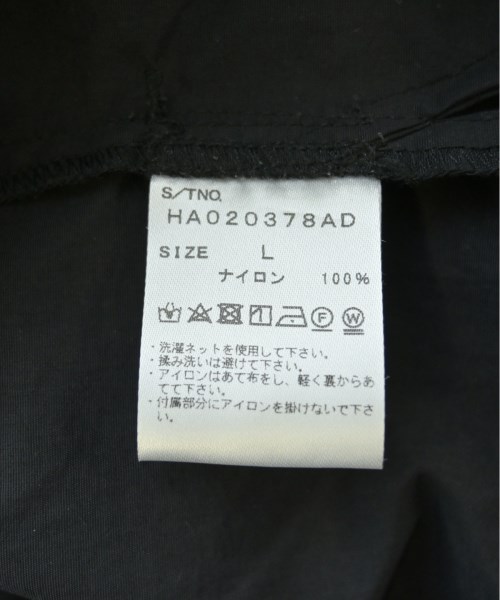 S/TNO.
HA020378AD
SIZE L
ナイロン 100%
・洗濯ネットを使用して下さい。
・揉み洗いは避けて下さい。
・アイロンはあて布をし、軽く裏からあ
てて下さい。
・付属部分にアイロンを掛けないで下さ
い。